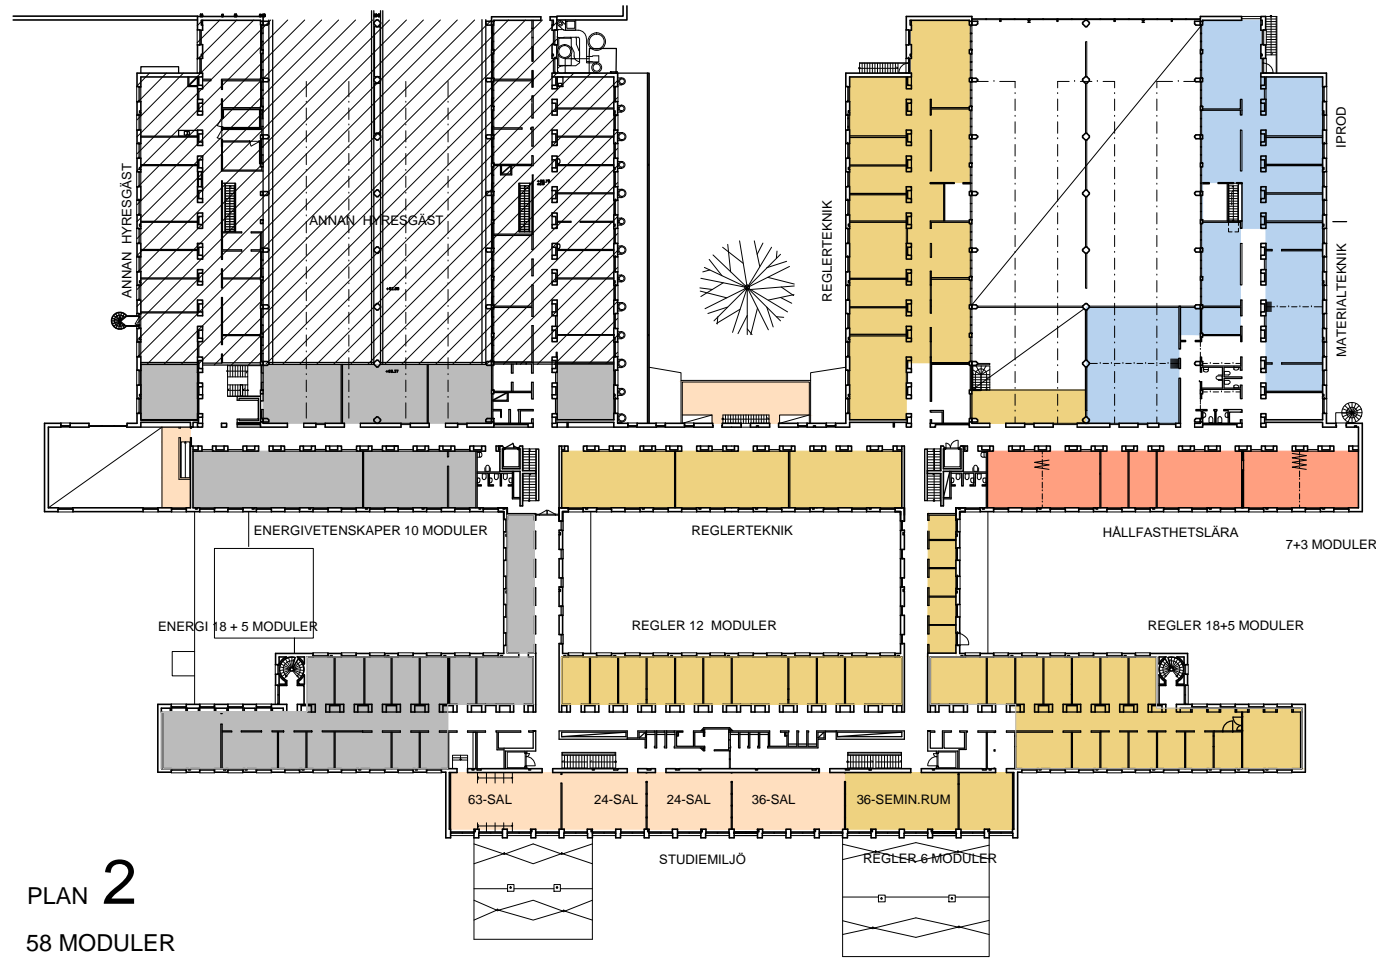 ANNAN HYRESGÄST
ANNAN HYRESGÄST
REGLERTEKNIK
IPROD
MATERIALTEKNIK
ENERGIVETENSKAPER 10 MODULER
REGLERTEKNIK
HÅLLFASTHETSLÄRA
7+3 MODULER
ENERGI 18 + 5 MODULER
REGLER 12 MODULER
REGLER 18+5 MODULER
63-SAL
24-SAL
24-SAL
36-SAL
36-SEMIN.RUM
STUDIEMILJÖ
REGLER 6 MODULER
PLAN 2
58 MODULER